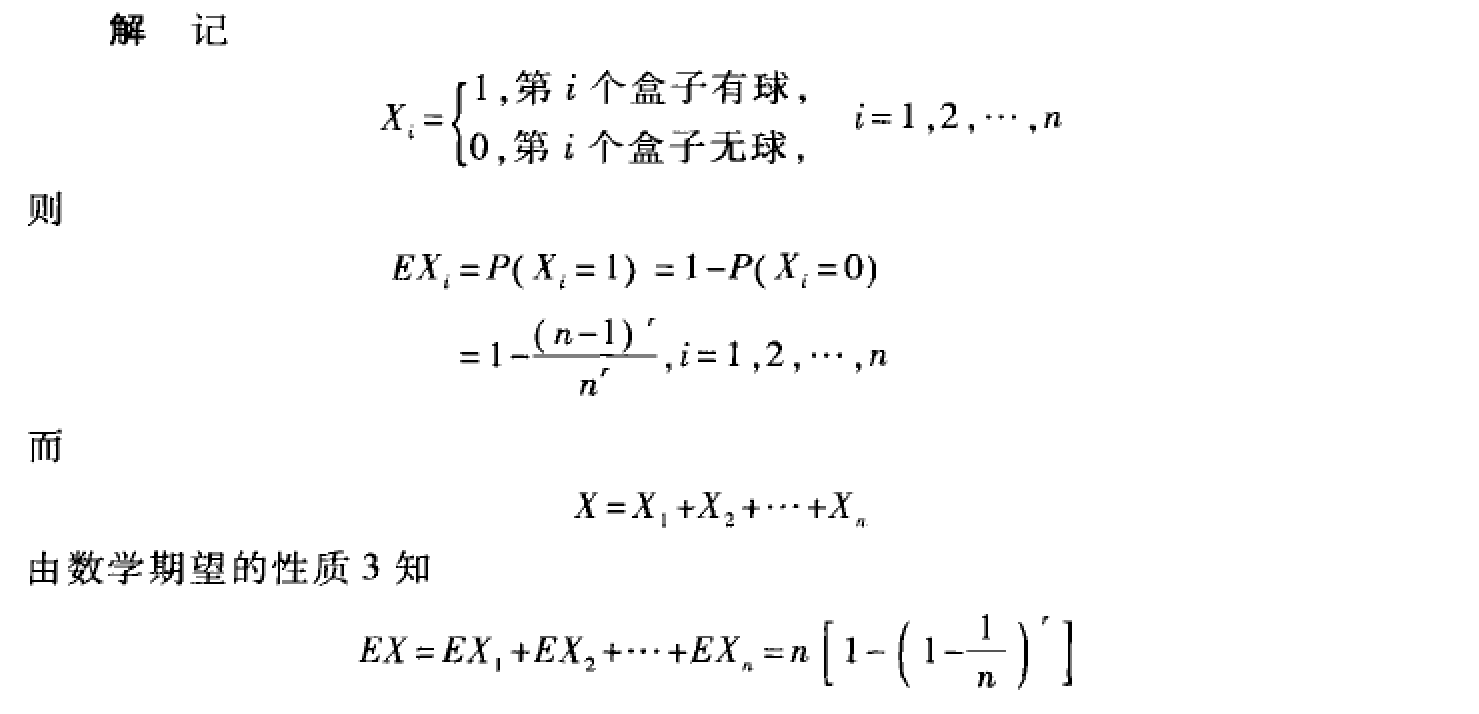 解 记
X_i = { 1, 第 i 个盒子有球,
0, 第 i 个盒子无球, i = 1, 2, ⋯, n
则
EX_i = P(X_i = 1) = 1 - P(X_i = 0)
= 1 - (n-1)^r / n^r, i = 1, 2, ⋯, n
而
X = X_1 + X_2 + ⋯ + X_n
由数学期望的性质 3 知
EX = EX_1 + EX_2 + ⋯ + EX_n = n [ 1 - ( 1 - 1/n )^r ]